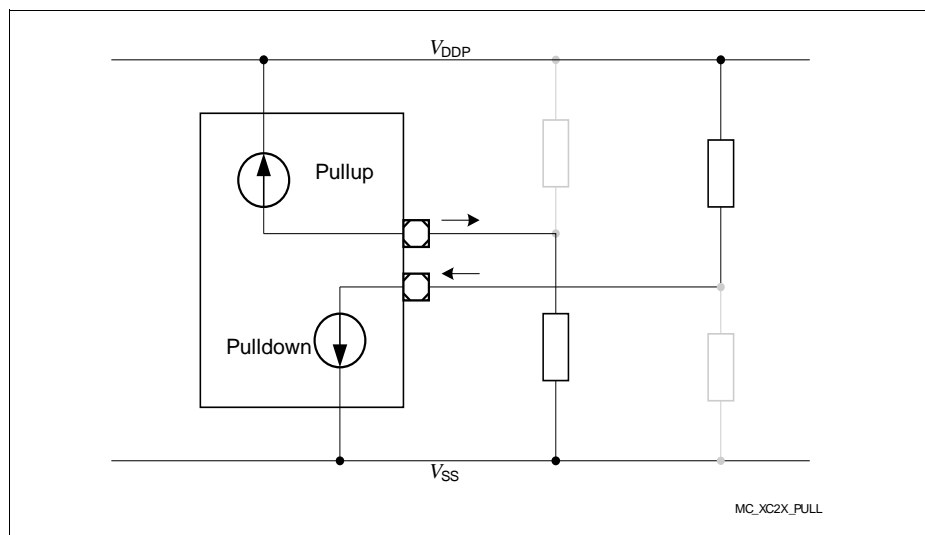 VDDP
Pullup
Pulldown
VSS
MC_XC2X_PULL